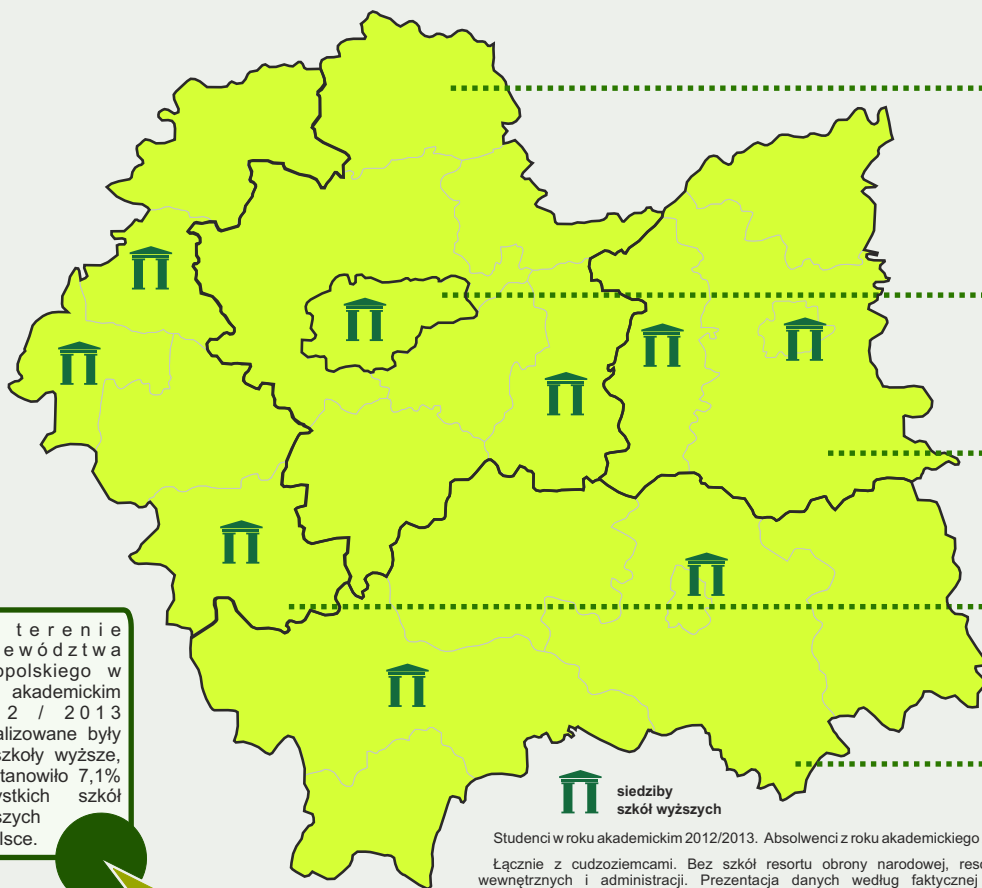 terenie
ewództwa
opolskiego w
akademickim
2 / 2013
alizowane były
szkoły wyższe,
tanowiło 7,1%
ystkich szkół
szych
lsce.
siedziby
szkół wyższych
Studenci w roku akademickim 2012/2013. Absolwenci z roku akademickiego
Łącznie z cudzoziemcami. Bez szkół resortu obrony narodowej, reso
wewnętrznych i administracji. Prezentacja danych według faktycznej